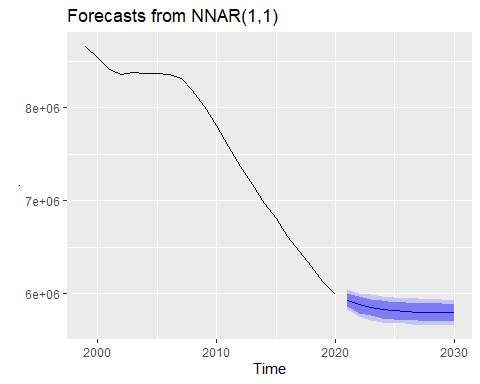 Forecasts from NNAR(1,1)
8e+06
7e+06
.
6e+06
2000
2010
2020
2030
Time